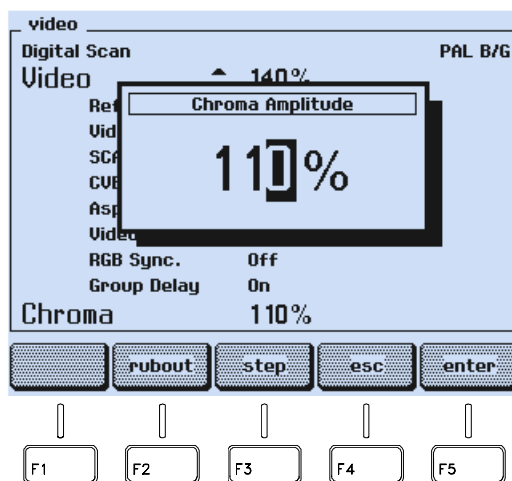 video
Digital Scan PAL B/G
Video 140%
Chroma Amplitude
110%
Vid
RGB Sync. Off
Group Delay On
Chroma 110%
rubout step esc enter
F1 F2 F3 F4 F5